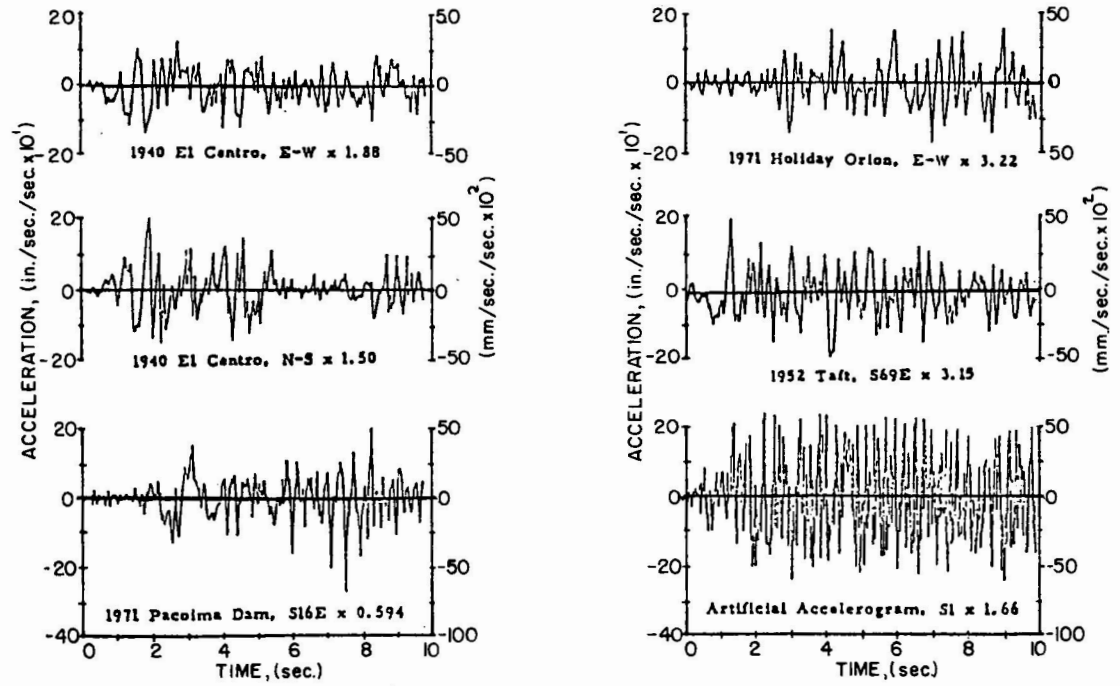 ACCELERATION, (in./sec./sec. x 10¹)
20
0
-20
50
0
-50
1940 El Centro, E-W x 1.88
20
0
-20
50
0
-50
1940 El Centro, N-S x 1.50
(mm/sec./sec. x 10²)
20
0
-20
-40
50
0
-50
-100
1971 Pacoima Dam, S16E x 0.594
0 2 4 6 8 10
TIME, (sec.)
ACCELERATION, (in./sec./sec. x 10¹)
20
0
-20
50
0
-50
1971 Holiday Orion, E-W x 3.22
20
0
-20
50
0
-50
1952 Taft, S69E x 3.15
(mm/sec./sec. x 10²)
20
0
-20
-40
50
0
-50
-100
Artificial Accelerogram, S1 x 1.66
0 2 4 6 8 10
TIME, (sec.)